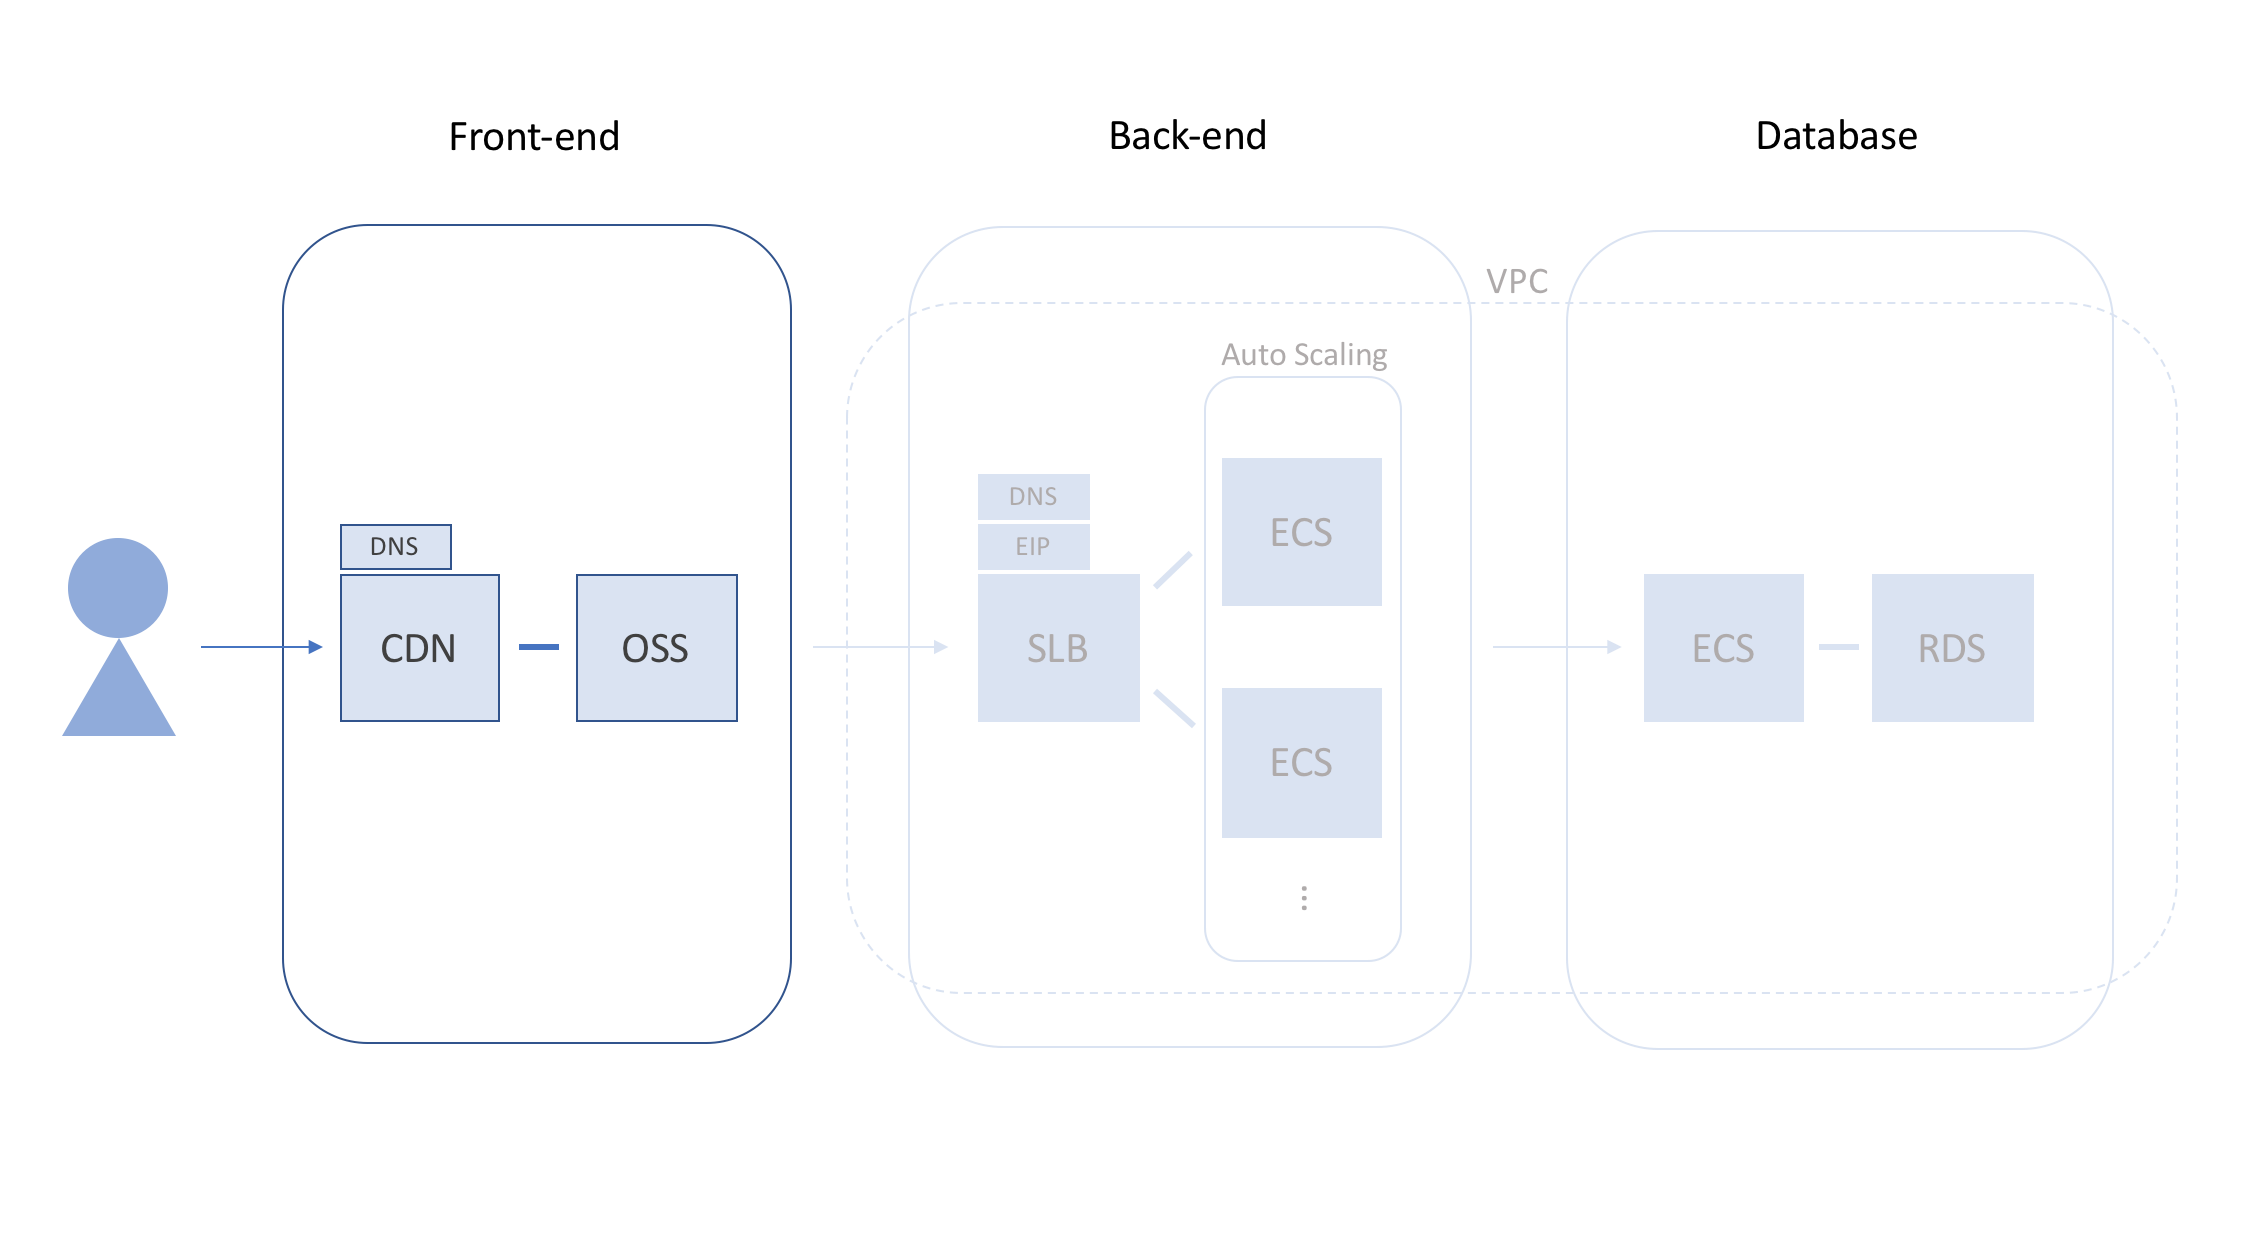 Front-end
Back-end
Database
VPC
Auto Scaling
DNS
CDN
OSS
DNS
EIP
SLB
ECS
ECS
⋮
ECS
RDS